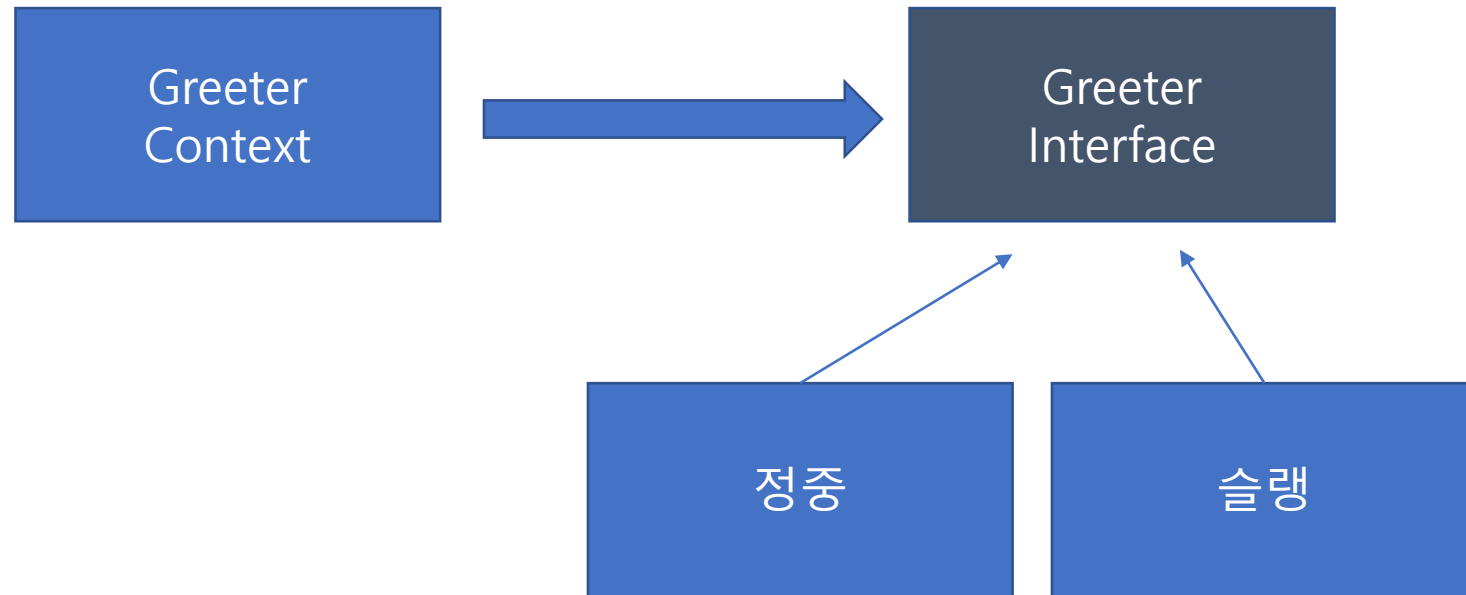 Greeter
Context
Greeter
Interface
정중
슬랭